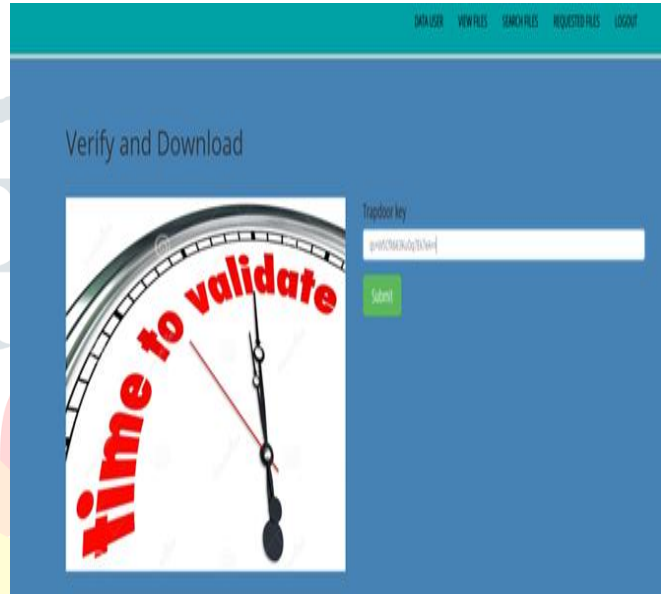 DATA USER VIEW FILES SEARCH FILES REQUESTED FILES LOGOUT
Verify and Download
time to validate
Trapdoor key
Submit